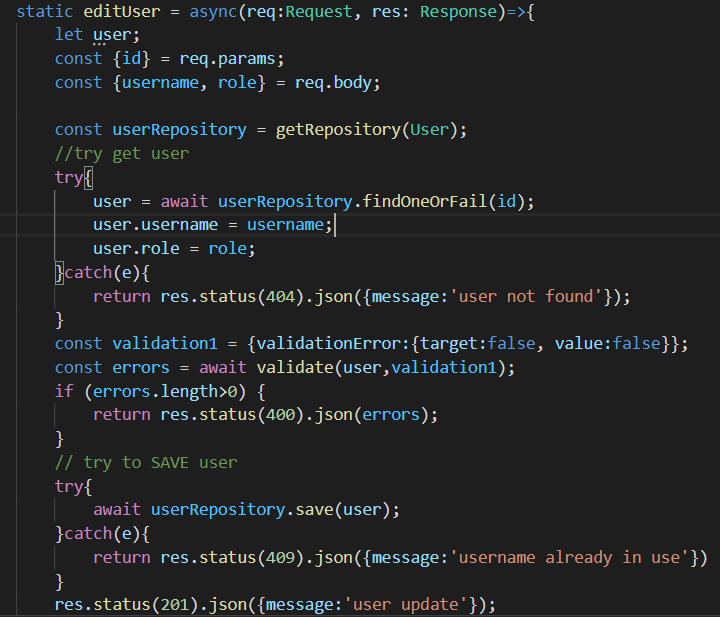 static editUser = async(req:Request, res: Response)=>{
let user;
const {id} = req.params;
const {username, role} = req.body;
const userRepository = getRepository(User);
//try get user
try{
user = await userRepository.findOneOrFail(id);
user.username = username;
user.role = role;
}catch(e){
return res.status(404).json({message:'user not found'});
}
const validation1 = {validationError:{target:false, value:false}};
const errors = await validate(user,validation1);
if (errors.length>0) {
return res.status(400).json(errors);
}
// try to SAVE user
try{
await userRepository.save(user);
}catch(e){
return res.status(409).json({message:'username already in use'})
}
res.status(201).json({message:'user update'});